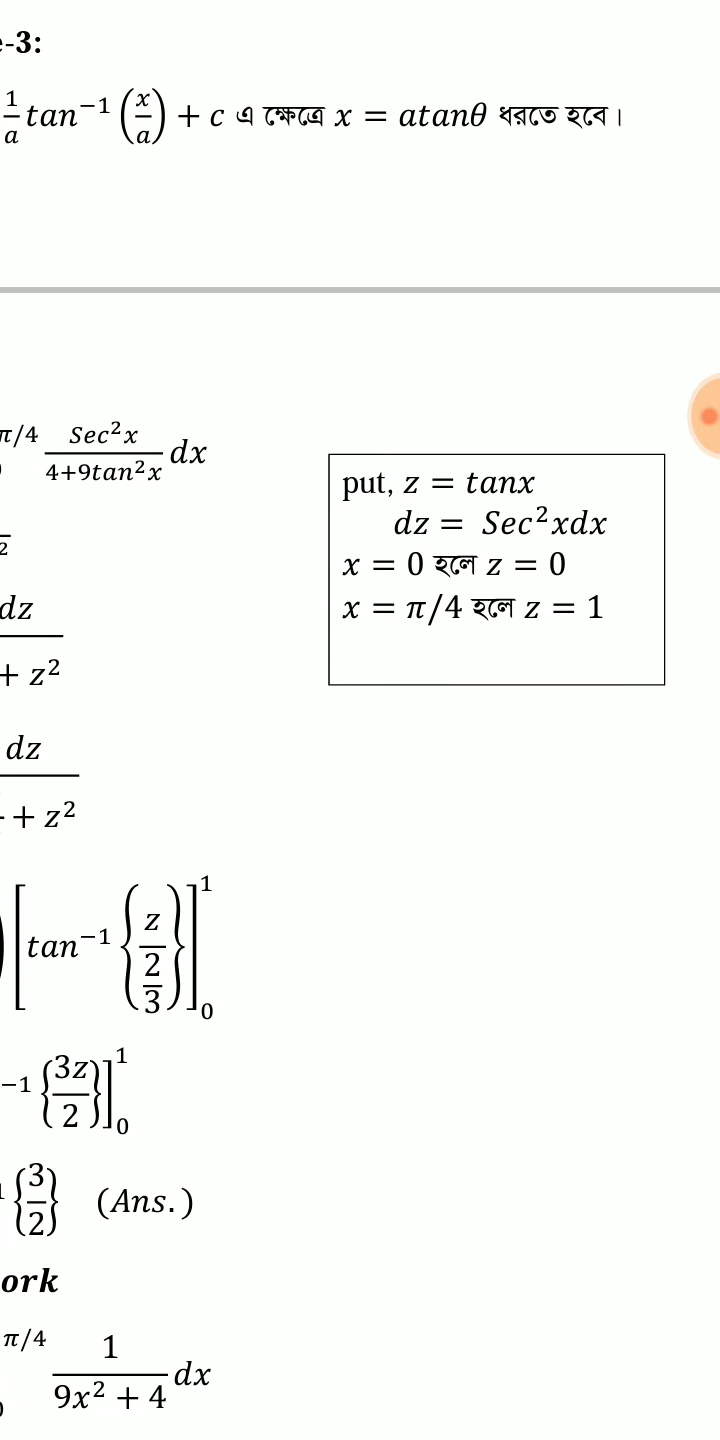 -3:
1/a tan⁻¹ (x/a) + c এ ক্ষেত্রে x = atanθ ধরতে হবে।
π/4 Sec²x/4+9tan²x dx
put, z = tanx
dz = Sec²xdx
x = 0 হলে z = 0
x = π/4 হলে z = 1
2
dz/+ z²
dz/+ z²
) [tan⁻¹ {z/(2/3)}]₀¹
⁻¹ {3z/2}]₀¹
{3/2} (Ans.)
ork
π/4 1/9x² + 4 dx